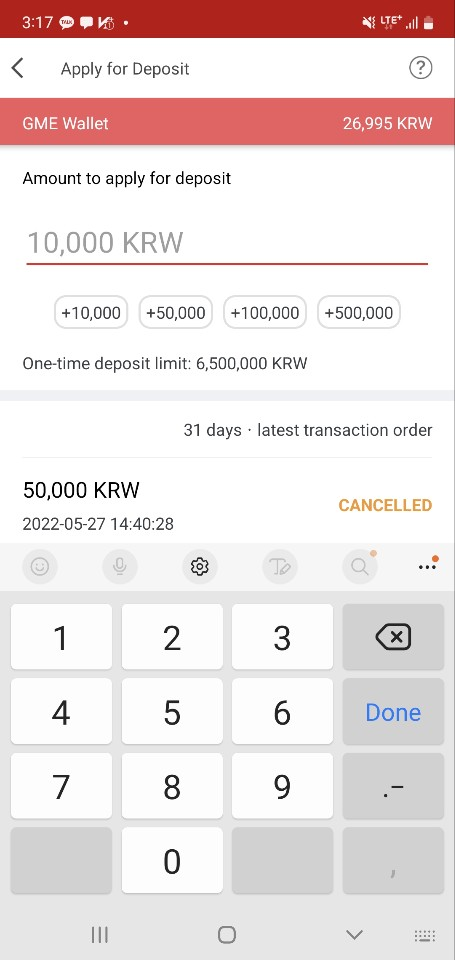 3:17
TALK
LTE+
Apply for Deposit
?
GME Wallet 26,995 KRW
Amount to apply for deposit
10,000 KRW
+10,000 +50,000 +100,000 +500,000
One-time deposit limit: 6,500,000 KRW
31 days · latest transaction order
50,000 KRW
CANCELLED
2022-05-27 14:40:28
1 2 3
4 5 6 Done
7 8 9 .-
0 ,